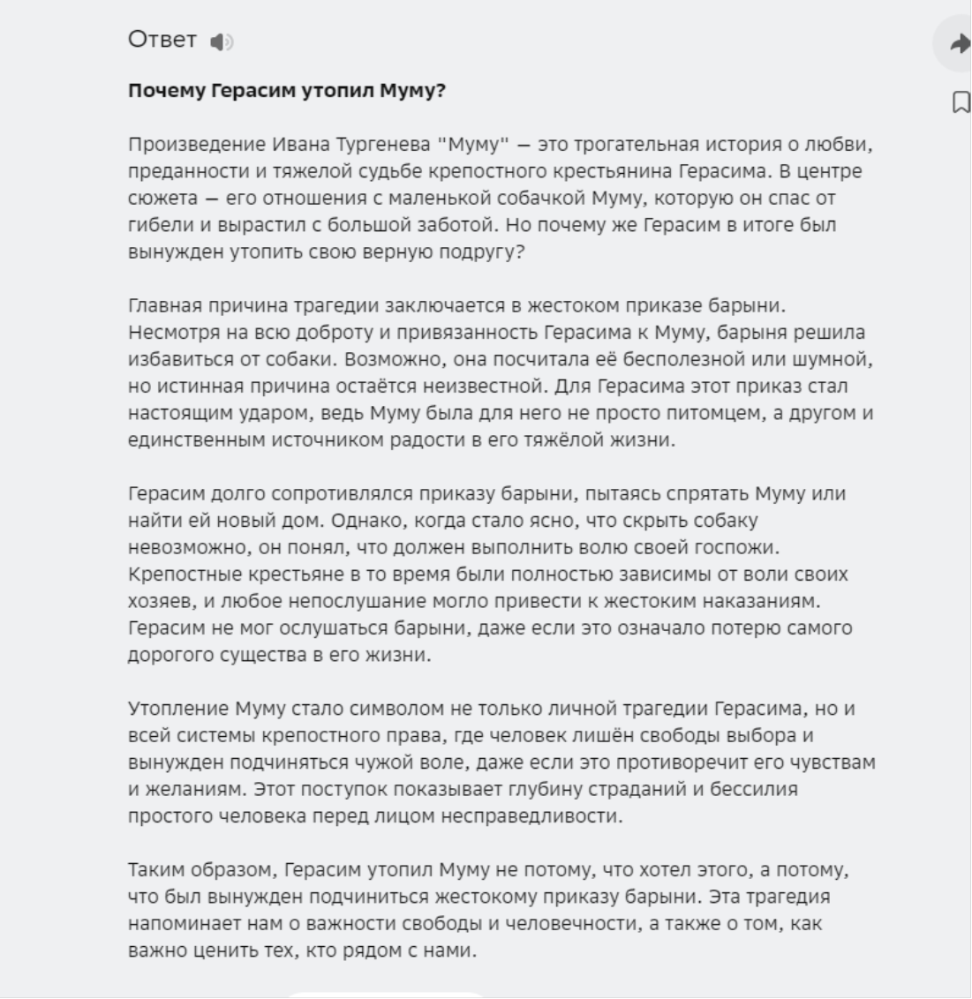 Ответ
Почему Герасим утопил Муму?
Произведение Ивана Тургенева "Муму" — это трогательная история о любви,
преданности и тяжелой судьбе крепостного крестьянина Герасима. В центре
сюжета — его отношения с маленькой собачкой Муму, которую он спас от
гибели и вырастил с большой заботой. Но почему же Герасим в итоге был
вынужден утопить свою верную подругу?
Главная причина трагедии заключается в жестоком приказе барыни.
Несмотря на всю доброту и привязанность Герасима к Муму, барыня решила
избавиться от собаки. Возможно, она посчитала её бесполезной или шумной,
но истинная причина остаётся неизвестной. Для Герасима этот приказ стал
настоящим ударом, ведь Муму была для него не просто питомцем, а другом и
единственным источником радости в его тяжёлой жизни.
Герасим долго сопротивлялся приказу барыни, пытаясь спрятать Муму или
найти ей новый дом. Однако, когда стало ясно, что скрыть собаку
невозможно, он понял, что должен выполнить волю своей госпожи.
Крепостные крестьяне в то время были полностью зависимы от воли своих
хозяев, и любое непослушание могло привести к жестоким наказаниям.
Герасим не мог ослушаться барыни, даже если это означало потерю самого
дорогого существа в его жизни.
Утопление Муму стало символом не только личной трагедии Герасима, но и
всей системы крепостного права, где человек лишён свободы выбора и
вынужден подчиняться чужой воле, даже если это противоречит его чувствам
и желаниям. Этот поступок показывает глубину страданий и бессилия
простого человека перед лицом несправедливости.
Таким образом, Герасим утопил Муму не потому, что хотел этого, а потому,
что был вынужден подчиниться жестокому приказу барыни. Эта трагедия
напоминает нам о важности свободы и человечности, а также о том, как
важно ценить тех, кто рядом с нами.